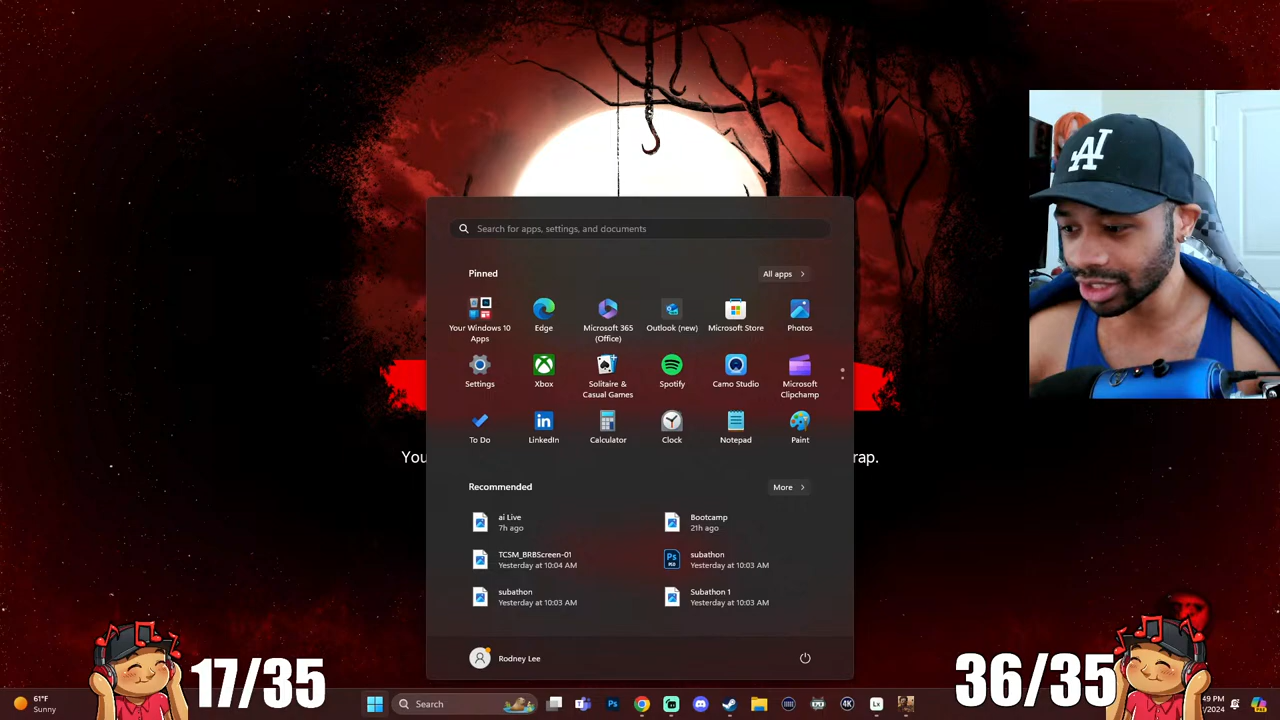 AI
Search for apps, settings, and documents
Pinned
All apps
Your Windows 10 Apps
Edge
Microsoft 365 (Office)
Outlook (new)
Microsoft Store
Photos
Settings
Xbox
Solitaire & Casual Games
Spotify
Camo Studio
Microsoft Clipchamp
To Do
LinkedIn
Calculator
Clock
Notepad
Paint
You
rap.
Recommended
More
ai Live
7h ago
Bootcamp
21h ago
TCSM_BRBScreen-01
Yesterday at 10:04 AM
subathon
Yesterday at 10:03 AM
subathon
Yesterday at 10:03 AM
Subathon 1
Yesterday at 10:03 AM
Rodney Lee
17/35
36/35
61°F
Sunny
Search
:49 PM
/2024